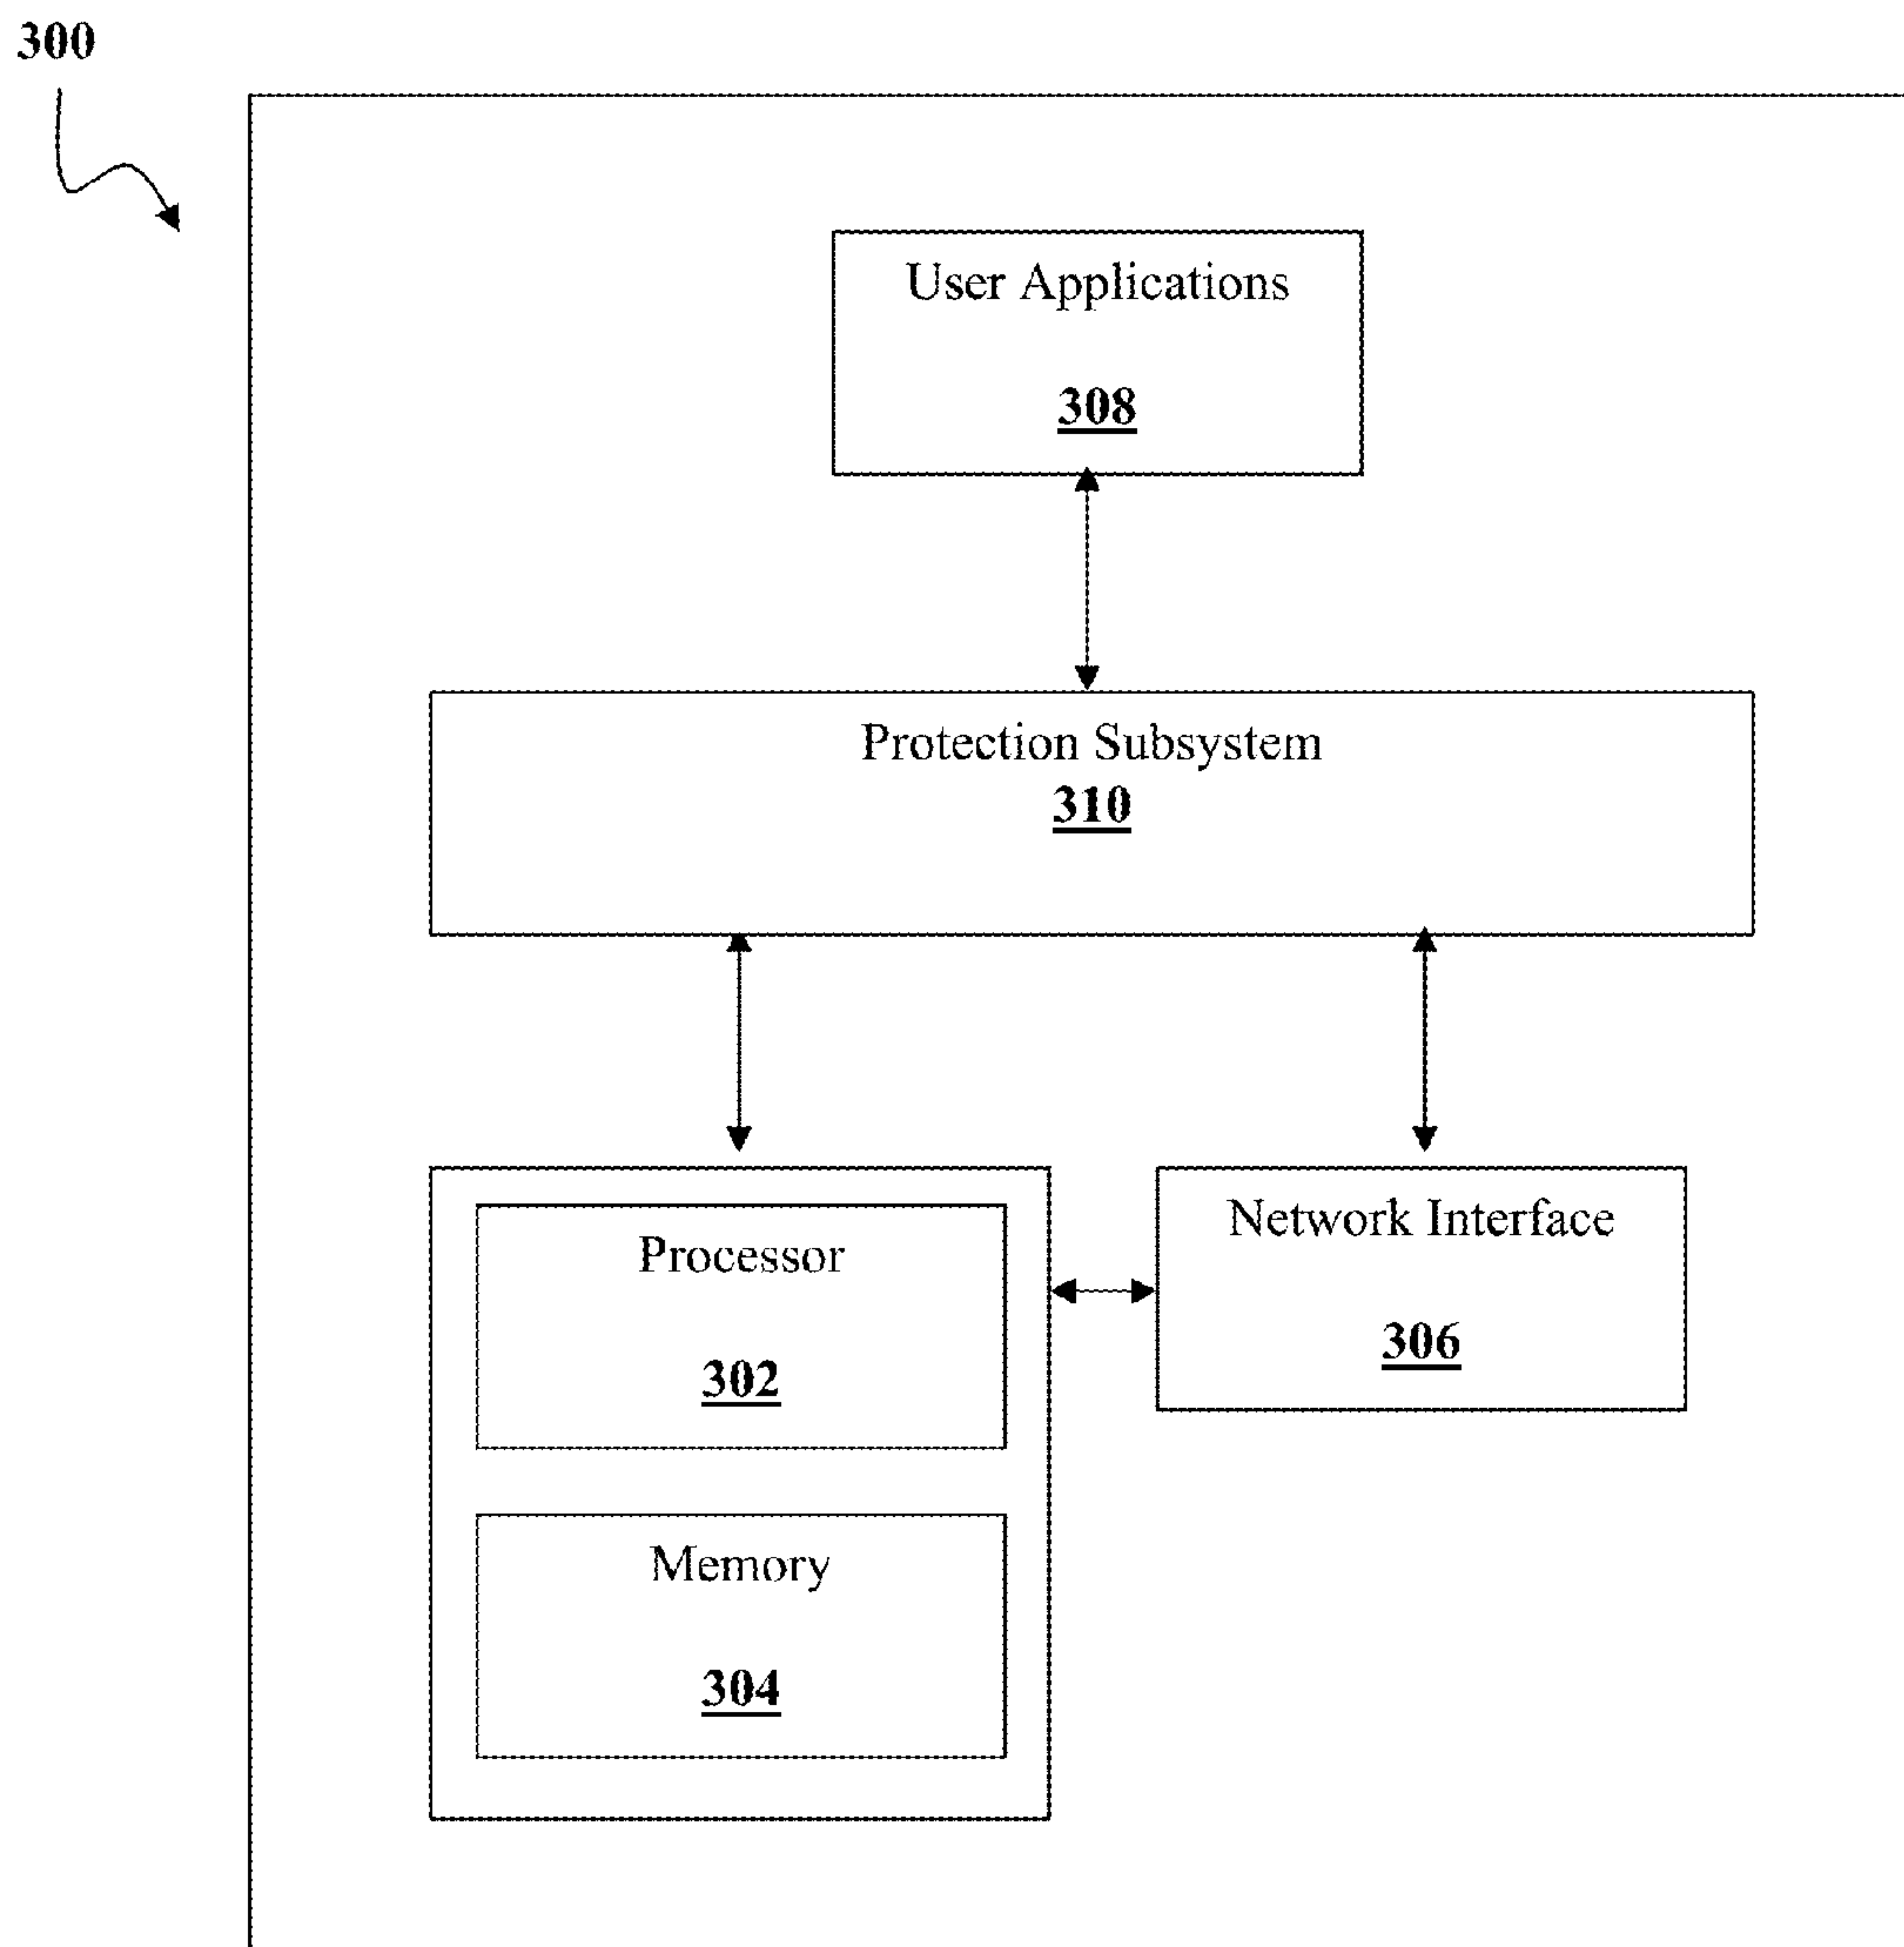 300
User Applications
308
Protection Subsystem
310
Processor
302
Network Interface
306
Memory
304